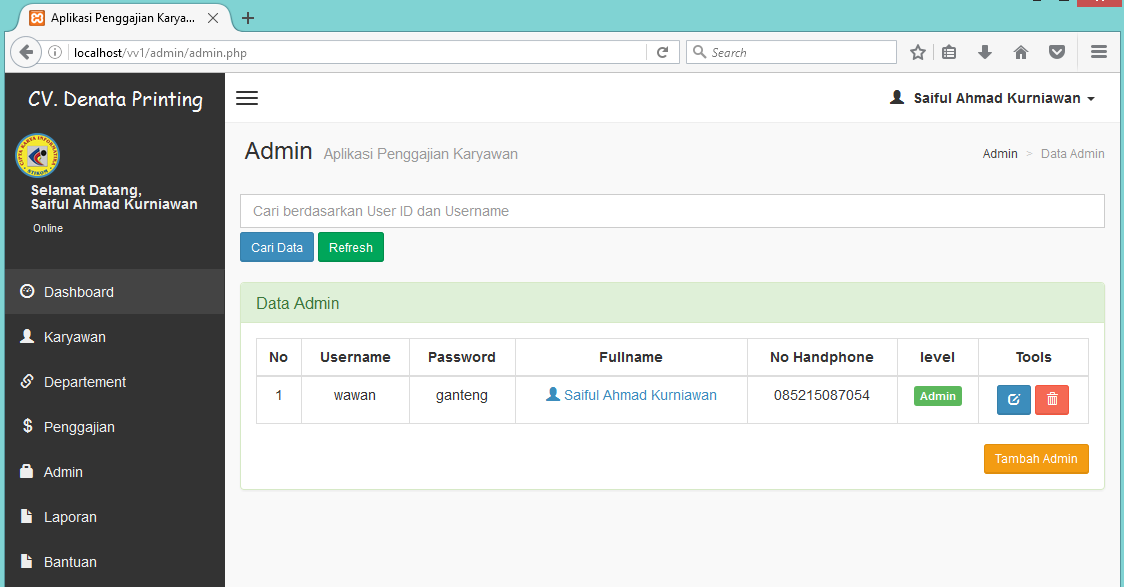 Aplikasi Penggajian Karya...
localhost/vv1/admin/admin.php
Search
CV. Denata Printing
Saiful Ahmad Kurniawan
Selamat Datang,
Saiful Ahmad Kurniawan
Online
Dashboard
Karyawan
Departement
Penggajian
Admin
Laporan
Bantuan
Admin Aplikasi Penggajian Karyawan
Admin > Data Admin
Cari berdasarkan User ID dan Username
Cari Data Refresh
Data Admin
No Username Password Fullname No Handphone level Tools
1 wawan ganteng Saiful Ahmad Kurniawan 085215087054 Admin
Tambah Admin